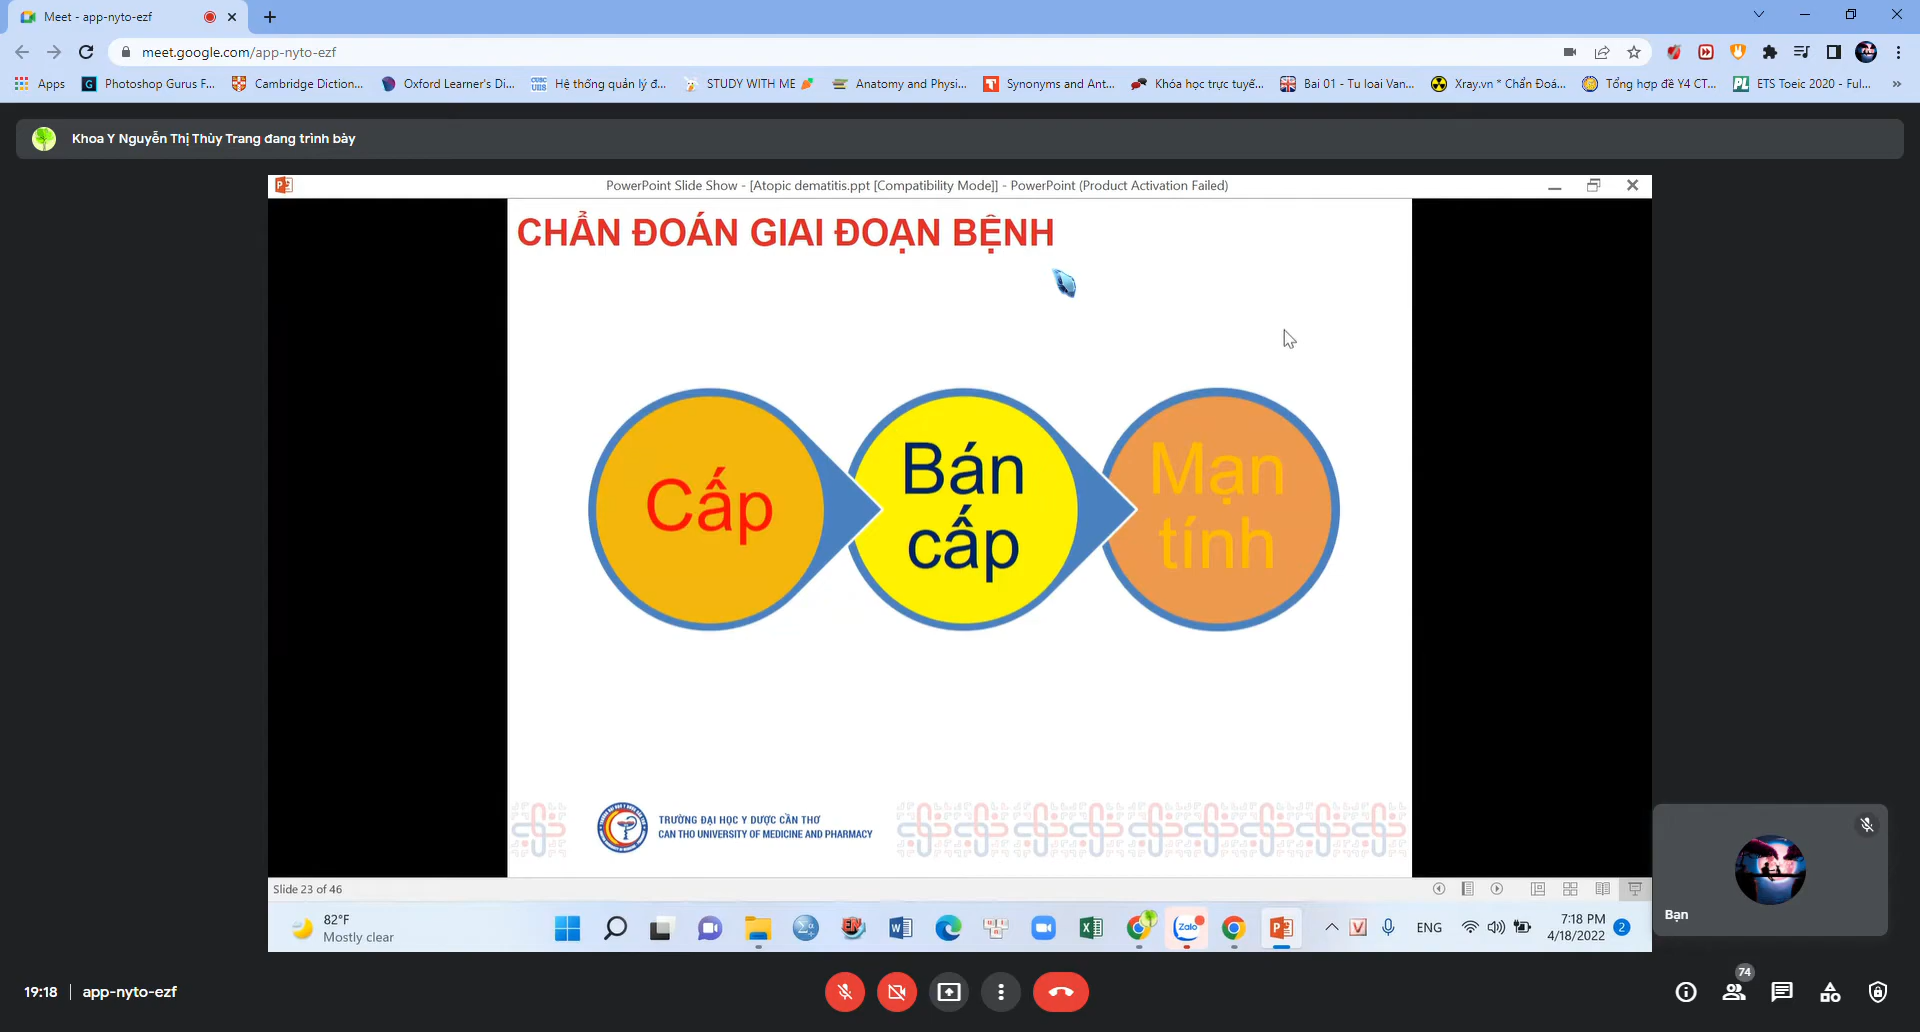 Meet - app-nyto-ezf
meet.google.com/app-nyto-ezf
Apps
Photoshop Gurus F...
Cambridge Diction...
Oxford Learner's Di...
Hệ thống quản lý đ...
STUDY WITH ME
Anatomy and Physi...
Synonyms and Ant...
Khóa học trực tuyế...
Bai 01 - Tu loai Van...
Xray.vn * Chẩn Đoá...
Tổng hợp đề Y4 CT...
ETS Toeic 2020 - Ful...
Khoa Y Nguyễn Thị Thùy Trang đang trình bày
PowerPoint Slide Show - [Atopic dematitis.ppt [Compatibility Mode]] - PowerPoint (Product Activation Failed)
CHẨN ĐOÁN GIAI ĐOẠN BỆNH
Cấp
Bán
cấp
Mạn
tính
TRƯỜNG ĐẠI HỌC Y DƯỢC CẦN THƠ
CAN THO UNIVERSITY OF MEDICINE AND PHARMACY
Slide 23 of 46
82°F
Mostly clear
Zalo
ENG
7:18 PM
4/18/2022
2
Bạn
19:18
app-nyto-ezf
74